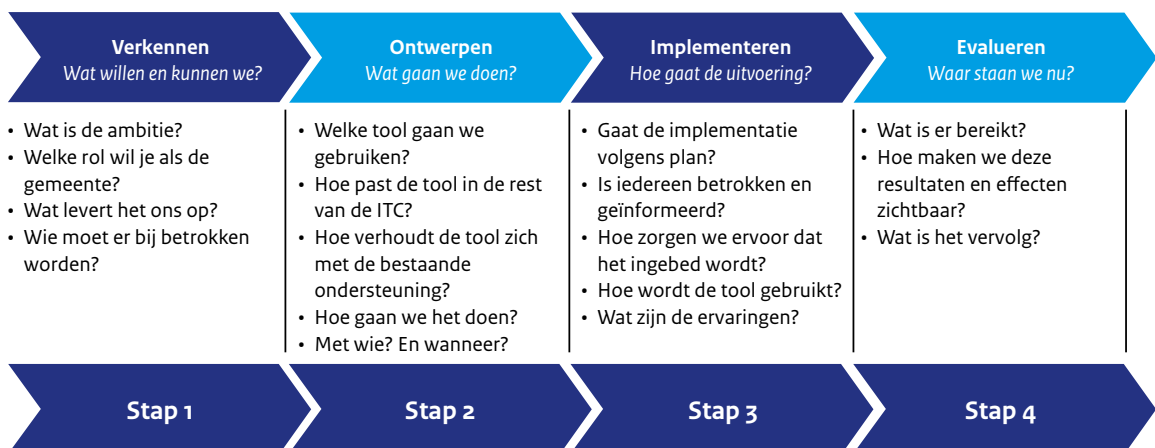 Verkennen
Wat willen en kunnen we?
Ontwerpen
Wat gaan we doen?
Implementeren
Hoe gaat de uitvoering?
Evalueren
Waar staan we nu?
• Wat is de ambitie?
• Welke rol wil je als de
gemeente?
• Wat levert het ons op?
• Wie moet er bij betrokken
worden?
• Welke tool gaan we
gebruiken?
• Hoe past de tool in de rest
van de ITC?
• Hoe verhoudt de tool zich
met de bestaande
ondersteuning?
• Hoe gaan we het doen?
• Met wie? En wanneer?
• Gaat de implementatie
volgens plan?
• Is iedereen betrokken en
geïnformeerd?
• Hoe zorgen we ervoor dat
het ingebed wordt?
• Hoe wordt de tool gebruikt?
• Wat zijn de ervaringen?
• Wat is er bereikt?
• Hoe maken we deze
resultaten en effecten
zichtbaar?
• Wat is het vervolg?
Stap 1
Stap 2
Stap 3
Stap 4